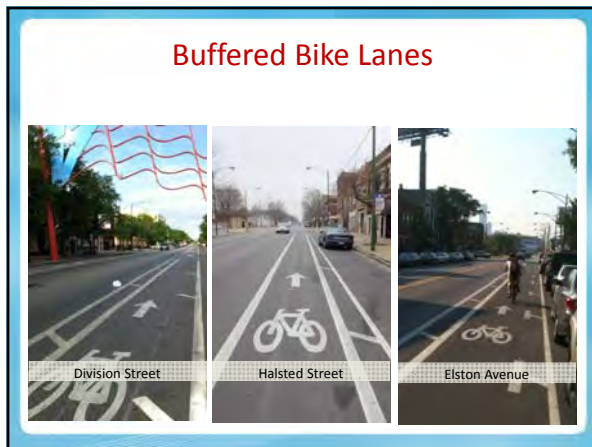 Buffered Bike Lanes
Division Street
Halsted Street
Elston Avenue